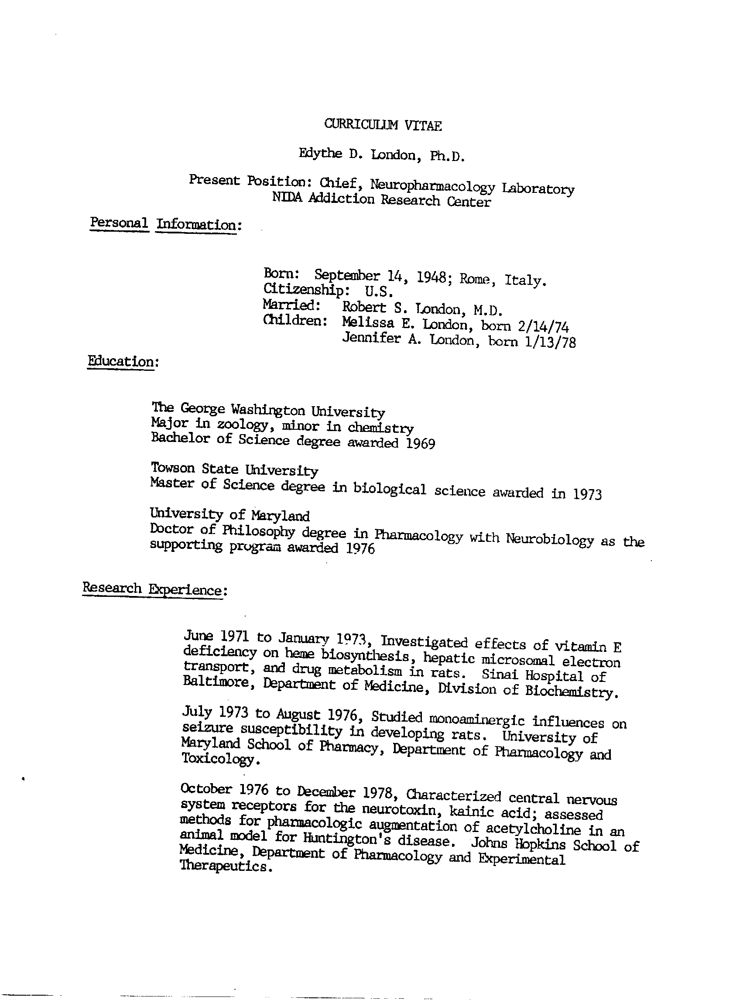 CURRICULUM VITAE
Edythe D. London, Ph.D.
Present Position: Chief, Neuropharmacology Laboratory
NIDA Addiction Research Center
Personal Information:
Born: September 14, 1948; Rome, Italy.
Citizenship: U.S.
Married: Robert S. London, M.D.
Children: Melissa E. London, born 2/14/74
Jennifer A. London, born 1/13/78
Education:
The George Washington University
Major in zoology, minor in chemistry
Bachelor of Science degree awarded 1969
Towson State University
Master of Science degree in biological science awarded in 1973
University of Maryland
Doctor of Philosophy degree in Pharmacology with Neurobiology as the
supporting program awarded 1976
Research Experience:
June 1971 to January 1973, Investigated effects of vitamin E
deficiency on heme biosynthesis, hepatic microsomal electron
transport, and drug metabolism in rats. Sinai Hospital of
Baltimore, Department of Medicine, Division of Biochemistry.
July 1973 to August 1976, Studied monoaminergic influences on
seizure susceptibility in developing rats. University of
Maryland School of Pharmacy, Department of Pharmacology and
Toxicology.
October 1976 to December 1978, Characterized central nervous
system receptors for the neurotoxin, kainic acid; assessed
methods for pharmacologic augmentation of acetylcholine in an
animal model for Huntington's disease. Johns Hopkins School of
Medicine, Department of Pharmacology and Experimental
Therapeutics.